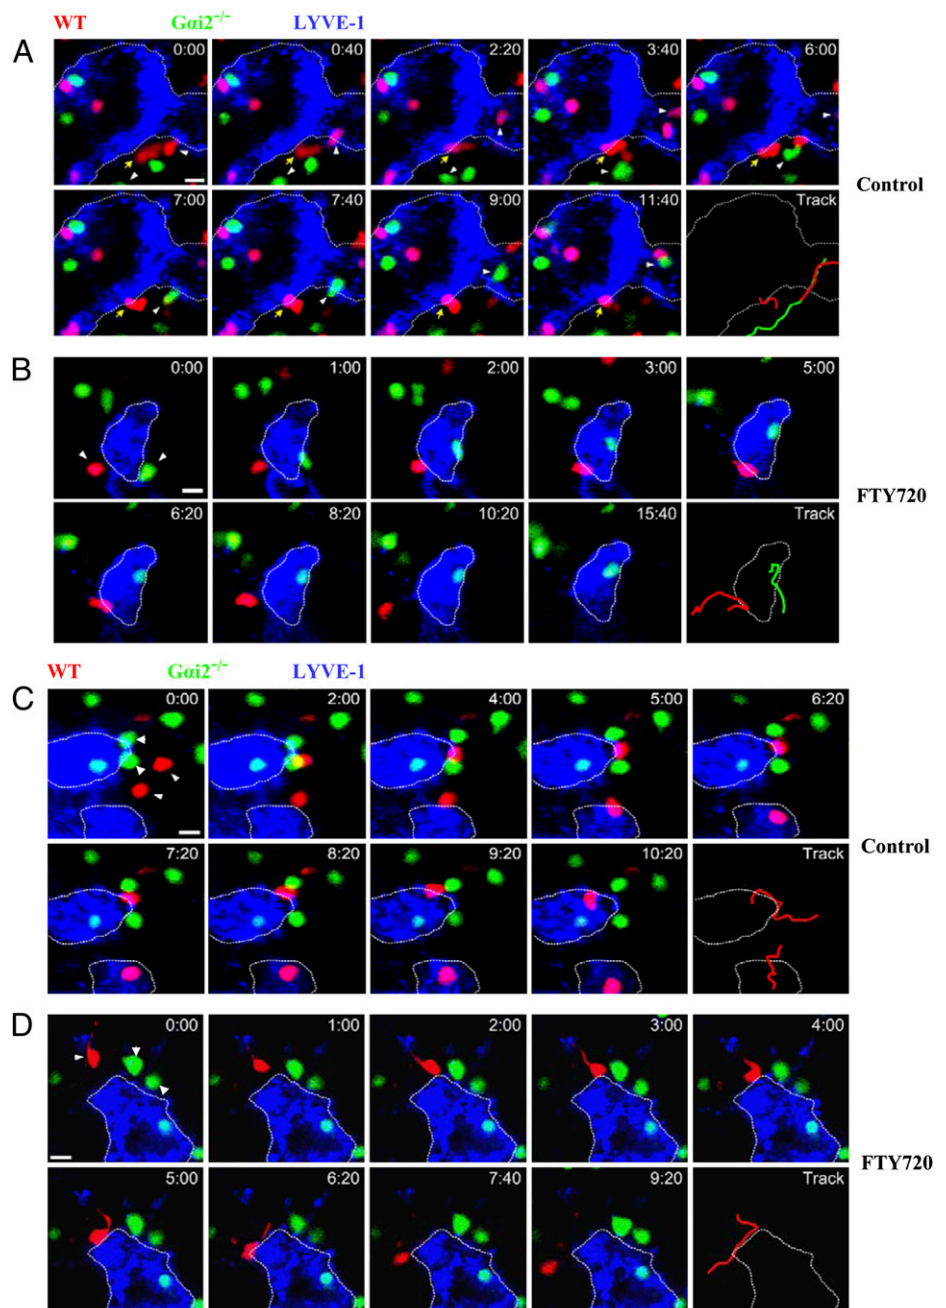 WT Gαi2-/- LYVE-1
A
0:00 0:40 2:20 3:40 6:00
Control
7:00 7:40 9:00 11:40 Track
B
0:00 1:00 2:00 3:00 5:00
FTY720
6:20 8:20 10:20 15:40 Track
WT Gαi2-/- LYVE-1
C
0:00 2:00 4:00 5:00 6:20
Control
7:20 8:20 9:20 10:20 Track
D
0:00 1:00 2:00 3:00 4:00
FTY720
5:00 6:20 7:40 9:20 Track